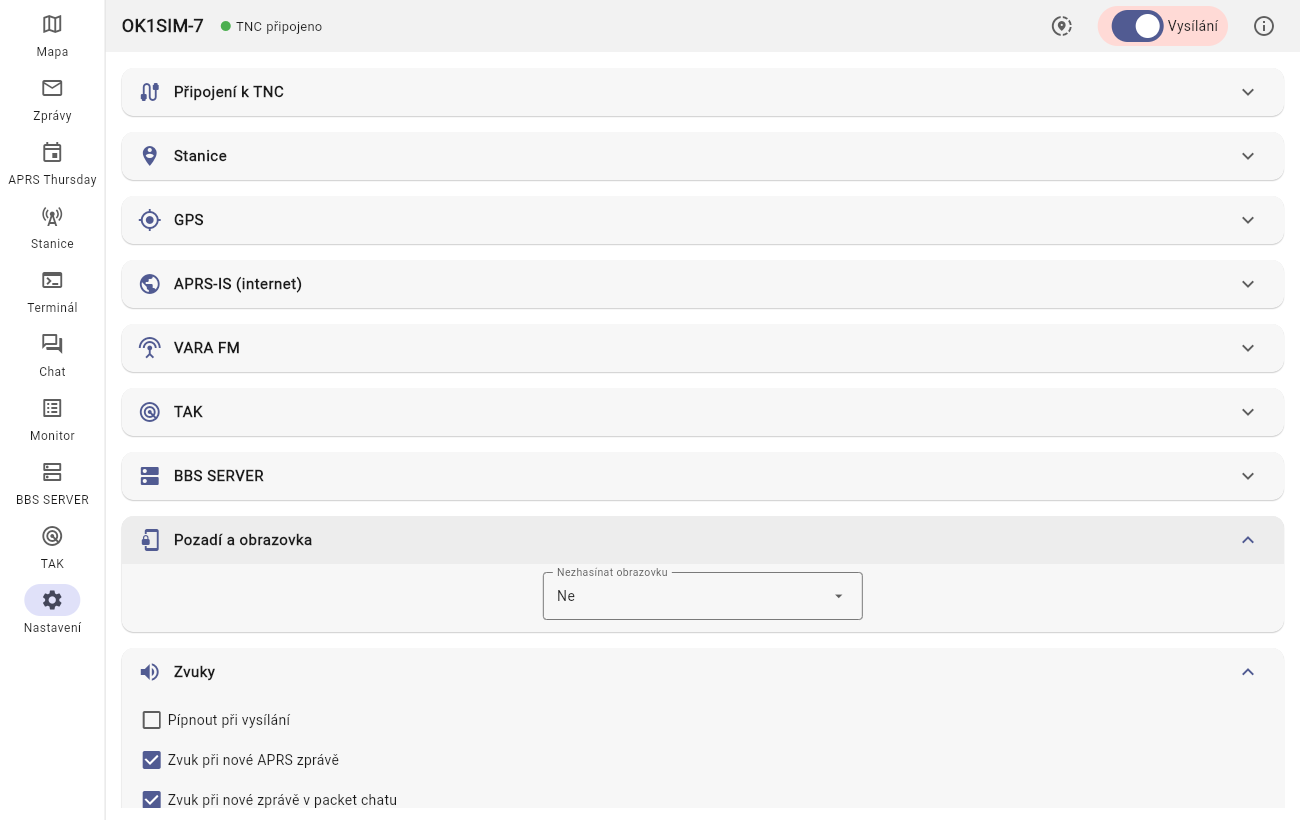 OK1SIM-7
TNC připojeno
Vysílání
Mapa
Zprávy
APRS Thursday
Stanice
Terminál
Chat
Monitor
BBS SERVER
TAK
Nastavení
Připojení k TNC
Stanice
GPS
APRS-IS (internet)
VARA FM
TAK
BBS SERVER
Pozadí a obrazovka
Nezhasínat obrazovku
Ne
Zvuky
Pípnout při vysílání
Zvuk při nové APRS zprávě
Zvuk při nové zprávě v packet chatu